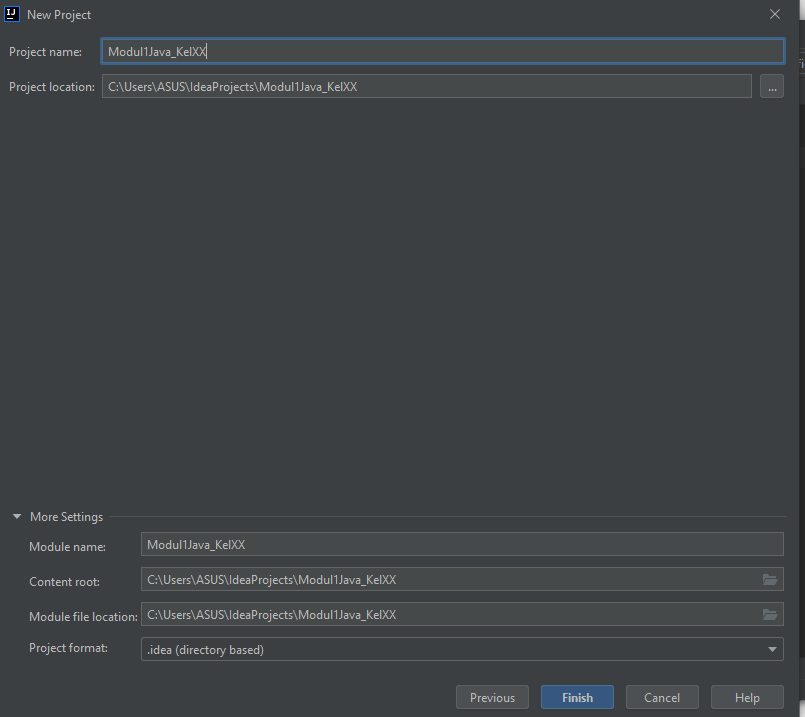 IJ New Project
Project name: Modul1Java_KelXX
Project location: C:\Users\ASUS\IdeaProjects\Modul1Java_KelXX ...
More Settings
Module name: Modul1Java_KelXX
Content root: C:\Users\ASUS\IdeaProjects\Modul1Java_KelXX
Module file location: C:\Users\ASUS\IdeaProjects\Modul1Java_KelXX
Project format: .idea (directory based)
Previous Finish Cancel Help